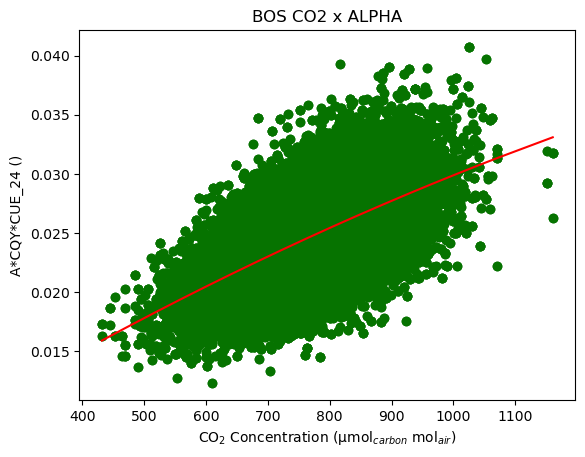 BOS CO2 x ALPHA
A*CQY*CUE_24 ()
0.040
0.035
0.030
0.025
0.020
0.015
400 500 600 700 800 900 1000 1100
CO₂ Concentration (μmol_carbon mol_air)